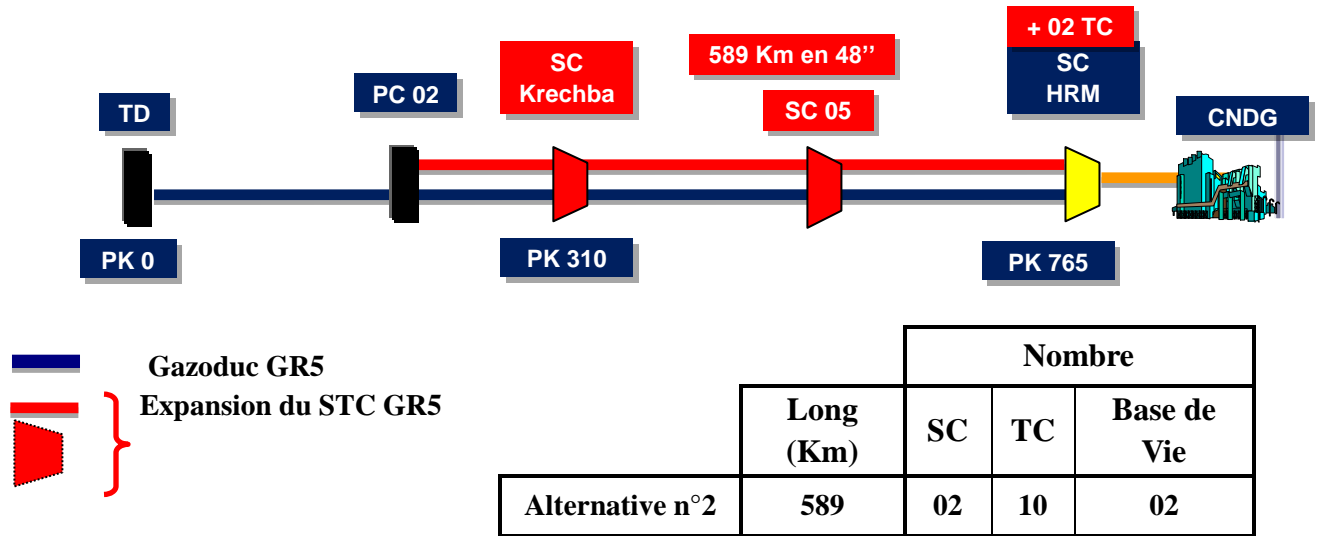 + 02 TC
SC
HRM
589 Km en 48’’
SC
Krechba
PC 02
TD
SC 05
CNDG
PK 0
PK 310
PK 765
Gazoduc GR5
Expansion du STC GR5
Nombre
Long
(Km)
SC
TC
Base de
Vie
Alternative n°2
589
02
10
02